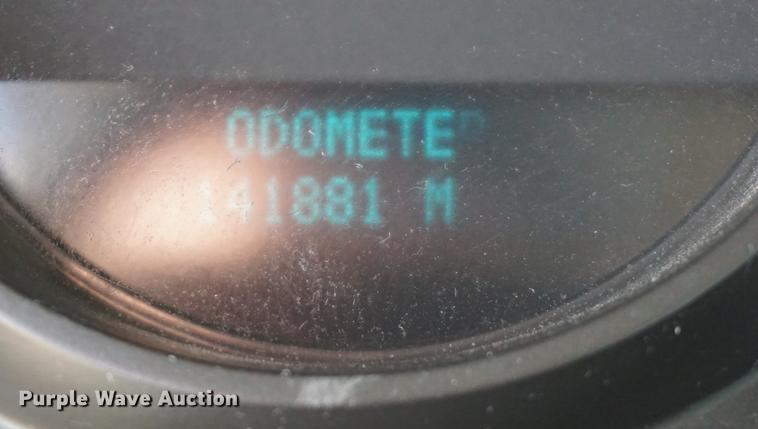 ODOMETER
141881 M
Purple Wave Auction